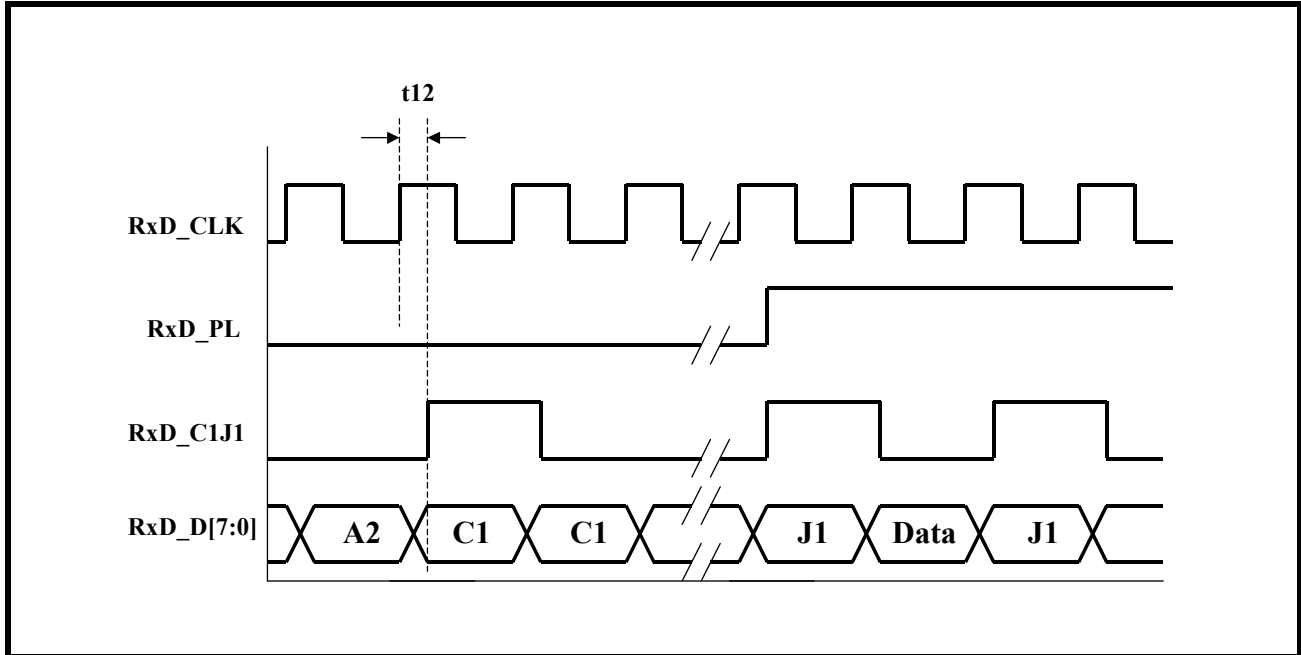 t12
RxD_CLK
RxD_PL
RxD_C1J1
RxD_D[7:0] A2 C1 C1 J1 Data J1